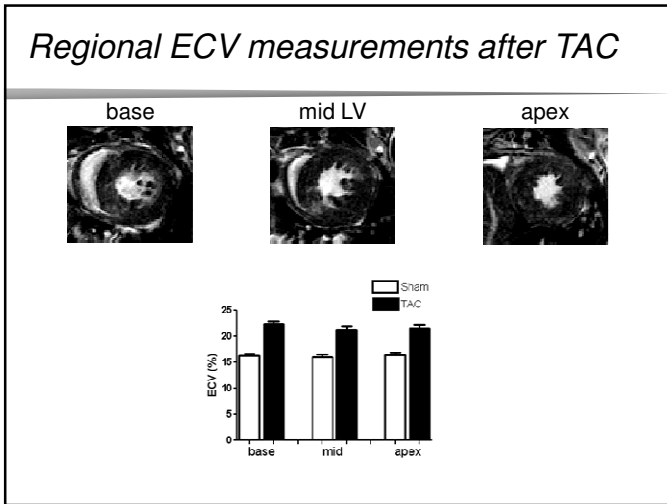 Regional ECV measurements after TAC
base mid LV apex
Sham
TAC
25
20
15
10
5
0
ECV (%)
base mid apex